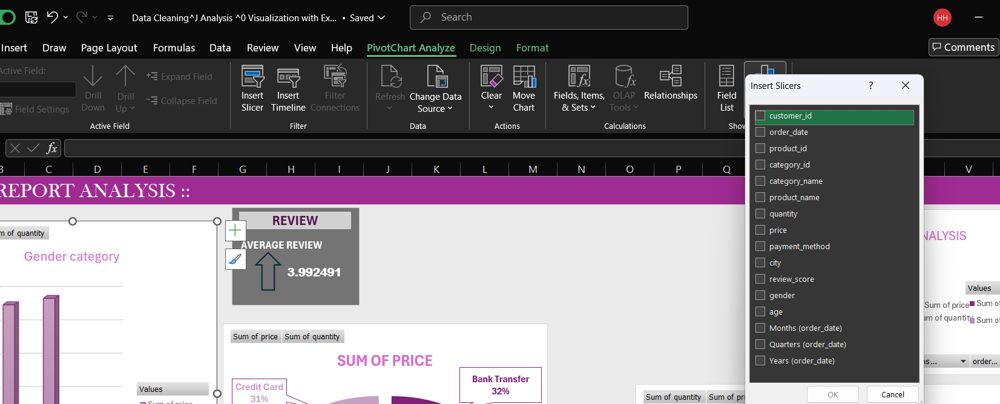 Data Cleaning^J Analysis ^0 Visualization with Ex... • Saved
Search
HH
Insert Draw Page Layout Formulas Data Review View Help PivotChart Analyze Design Format
Comments
Active Field:
Field Settings
Drill Down
Drill Up
Expand Field
Collapse Field
Active Field
Insert Slicer
Insert Timeline
Filter Connections
Filter
Refresh
Change Data Source
Data
Clear
Move Chart
Actions
Fields, Items, & Sets
OLAP Tools
Relationships
Calculations
Field List
Show
fx
B C D E F G H I J K L M N O P Q V
REPORT ANALYSIS ::
m of quantity
Gender category
Values
Sum of price
REVIEW
AVERAGE REVIEW
3.992491
Sum of price Sum of quantity
SUM OF PRICE
Credit Card
31%
Bank Transfer
32%
Sum of quantity Sum of pri
Insert Slicers
? 
customer_id
order_date
product_id
category_id
category_name
product_name
quantity
price
payment_method
city
review_score
gender
age
Months (order_date)
Quarters (order_date)
Years (order_date)
OK Cancel
NALYSIS
Values
Sum of price Sum of
um of quantity Sum of
ns... order...